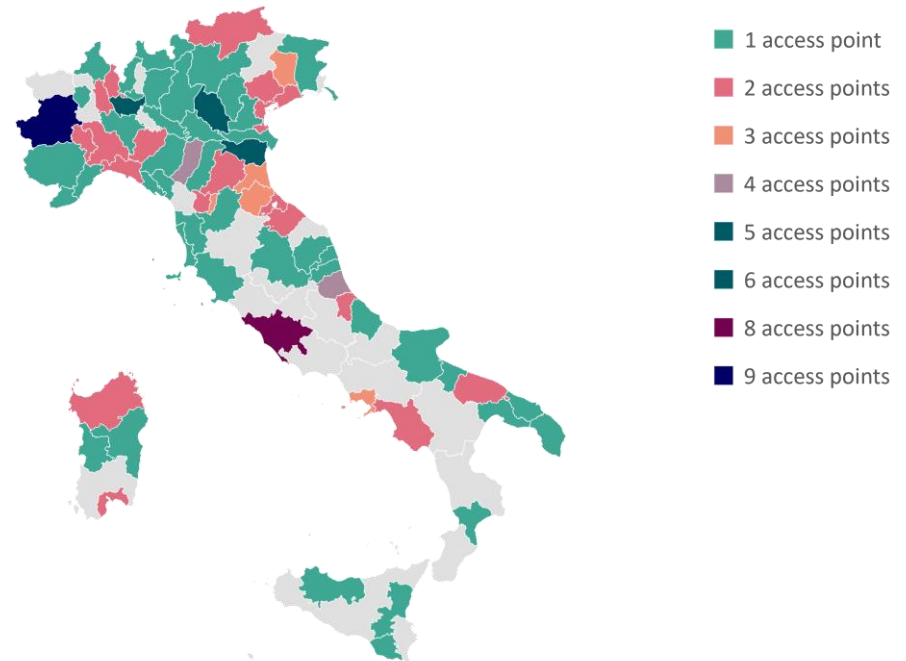 1 access point
2 access points
3 access points
4 access points
5 access points
6 access points
8 access points
9 access points